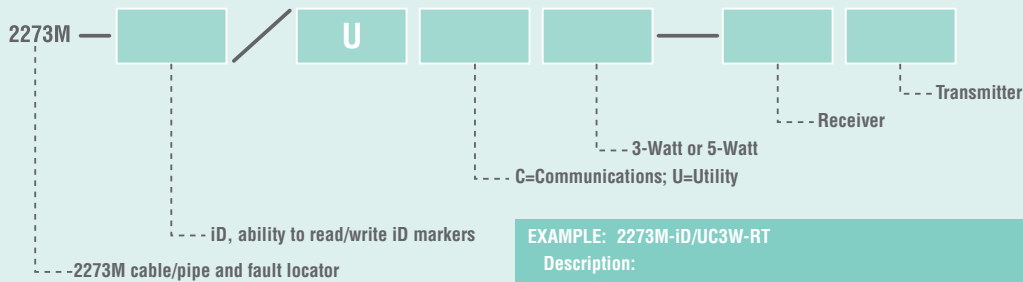 2273M — / U —
Transmitter
Receiver
3-Watt or 5-Watt
C=Communications; U=Utility
iD, ability to read/write iD markers
2273M cable/pipe and fault locator
EXAMPLE: 2273M-iD/UC3W-RT
Description: